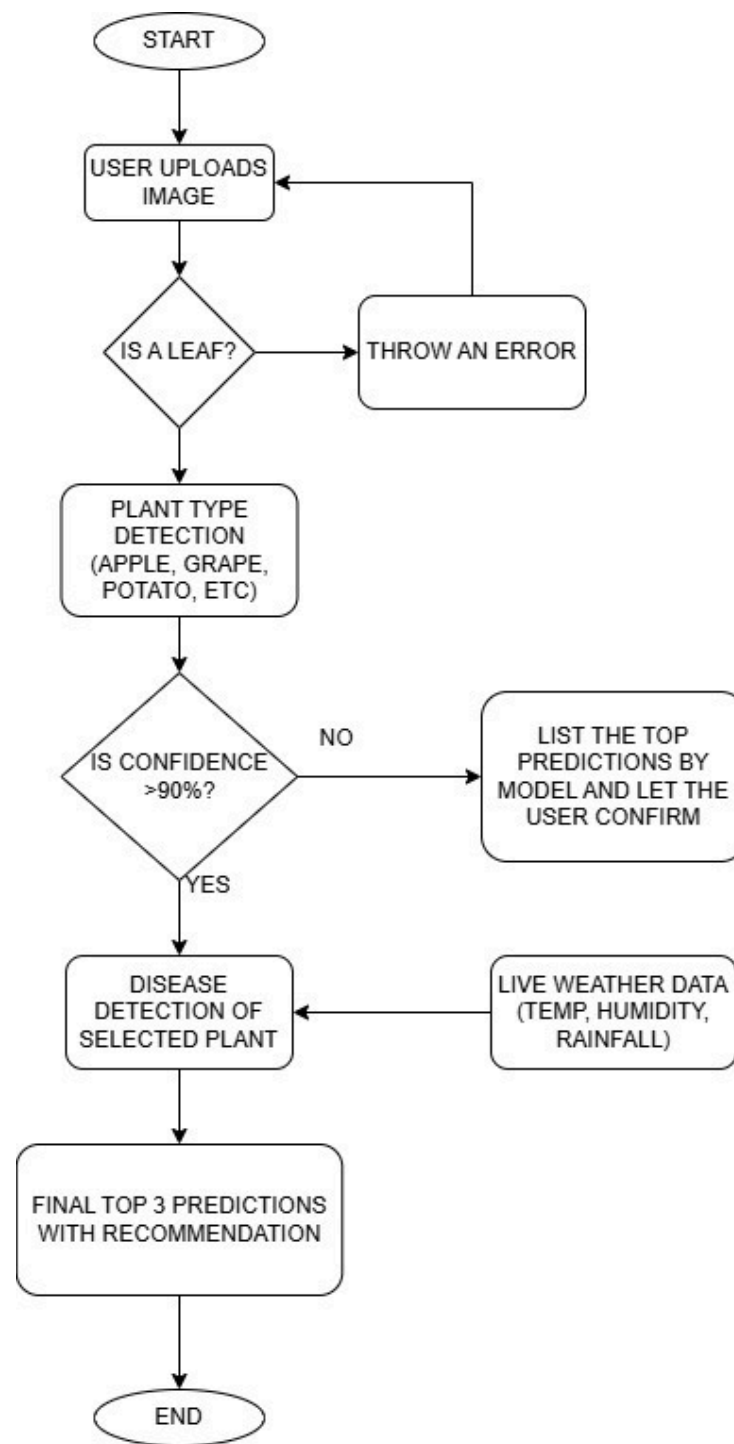 START
USER UPLOADS
IMAGE
IS A LEAF?
THROW AN ERROR
PLANT TYPE
DETECTION
(APPLE, GRAPE,
POTATO, ETC)
IS CONFIDENCE
>90%?
NO
LIST THE TOP
PREDICTIONS BY
MODEL AND LET THE
USER CONFIRM
YES
DISEASE
DETECTION OF
SELECTED PLANT
LIVE WEATHER DATA
(TEMP, HUMIDITY,
RAINFALL)
FINAL TOP 3 PREDICTIONS
WITH RECOMMENDATION
END